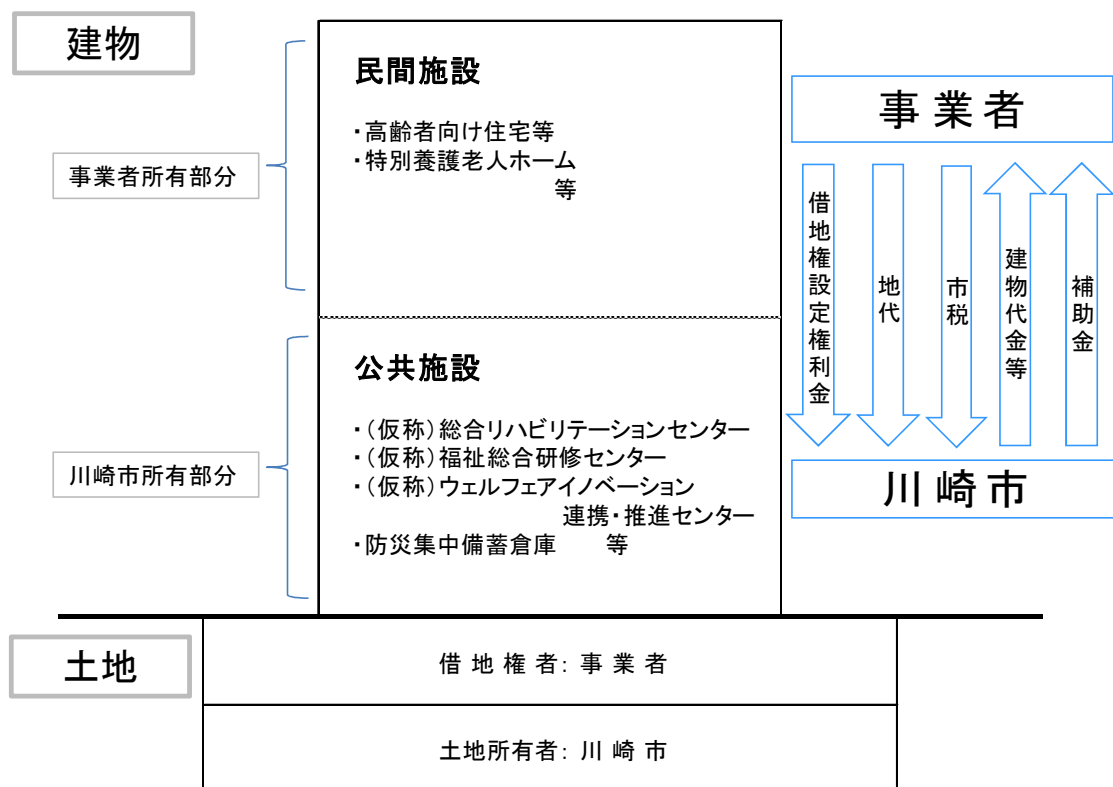 建物
民間施設
・高齢者向け住宅等
・特別養護老人ホーム
等
事業者所有部分
公共施設
・（仮称）総合リハビリテーションセンター
・（仮称）福祉総合研修センター
・（仮称）ウェルフェアイノベーション
連携・推進センター
・防災集中備蓄倉庫　　等
川崎市所有部分
事業者
借地権設定権利金
地代
市税
建物代金等
補助金
川崎市
土地
借地権者：事業者
土地所有者：川崎市